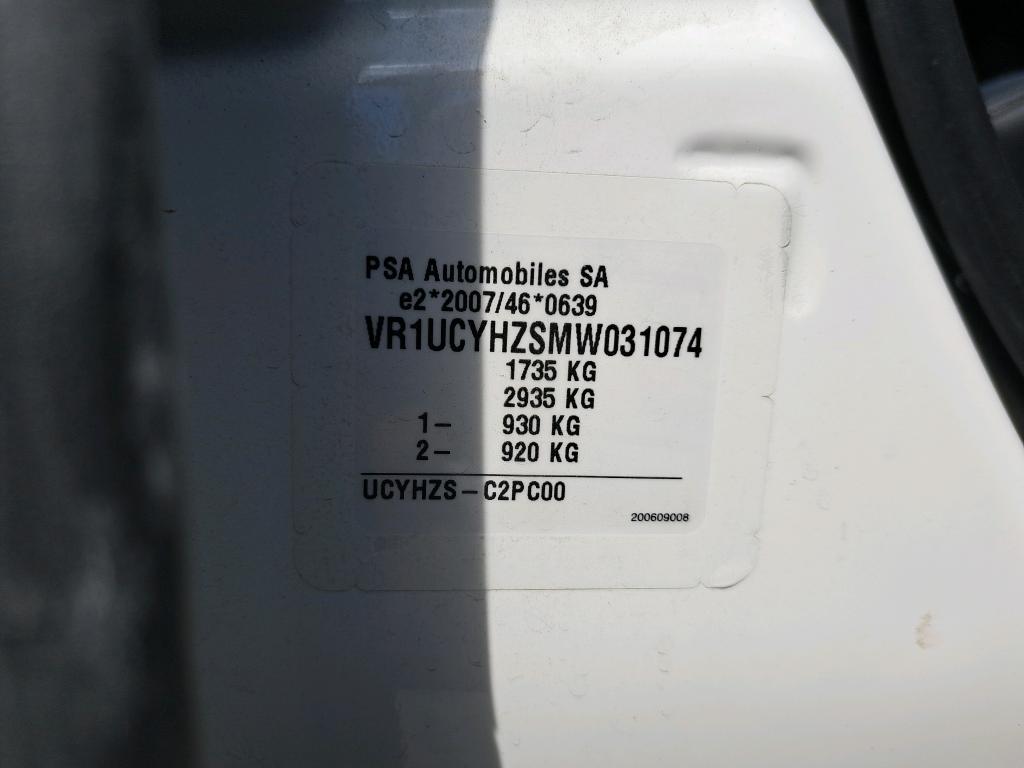 PSA Automobiles SA
e2*2007/46*0639
VR1UCYHZSMW031074
1735 KG
2935 KG
1- 930 KG
2- 920 KG
UCYHZS-C2PC00
200609008